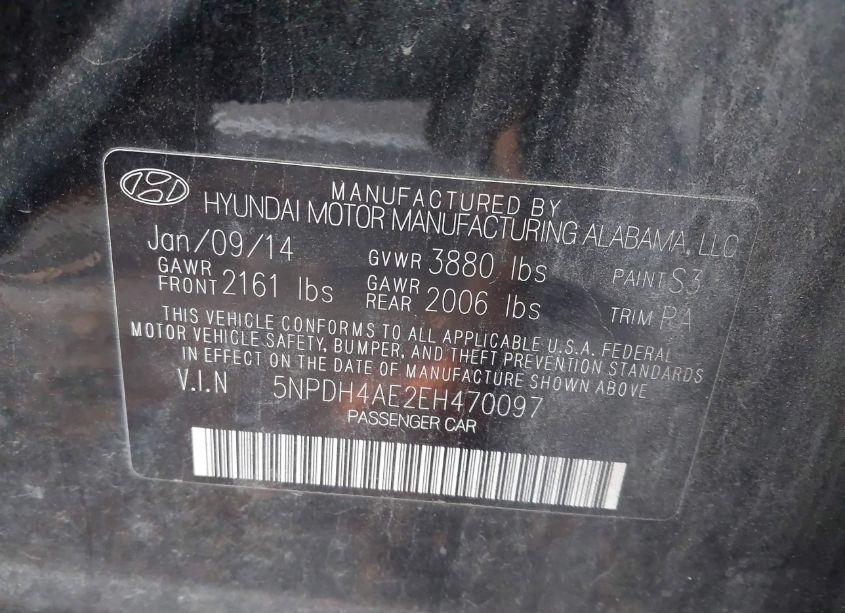 MANUFACTURED BY
HYUNDAI MOTOR MANUFACTURING ALABAMA, LLC
Jan/09/14 GVWR 3880 lbs PAINT S3
GAWR FRONT 2161 lbs GAWR REAR 2006 lbs TRIM RA
THIS VEHICLE CONFORMS TO ALL APPLICABLE U.S.A. FEDERAL
MOTOR VEHICLE SAFETY, BUMPER, AND THEFT PREVENTION STANDARDS
IN EFFECT ON THE DATE OF MANUFACTURE SHOWN ABOVE
V.I.N 5NPDH4AE2EH470097
PASSENGER CAR